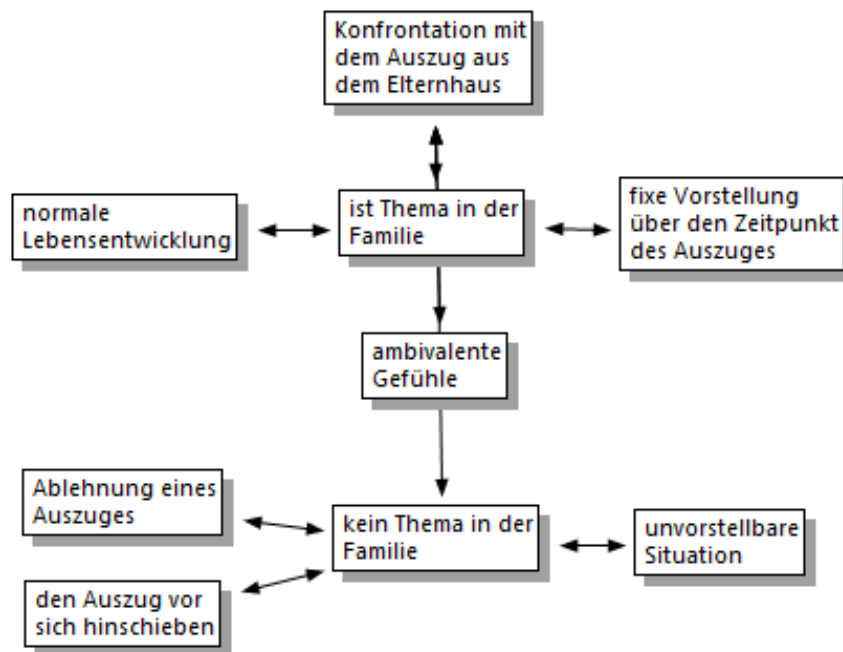 Konfrontation mit
dem Auszug aus
dem Elternhaus
normale
Lebensentwicklung
ist Thema in der
Familie
fixe Vorstellung
über den Zeitpunkt
des Auszuges
ambivalente
Gefühle
Ablehnung eines
Auszuges
kein Thema in der
Familie
unvorstellbare
Situation
den Auszug vor
sich hinschieben